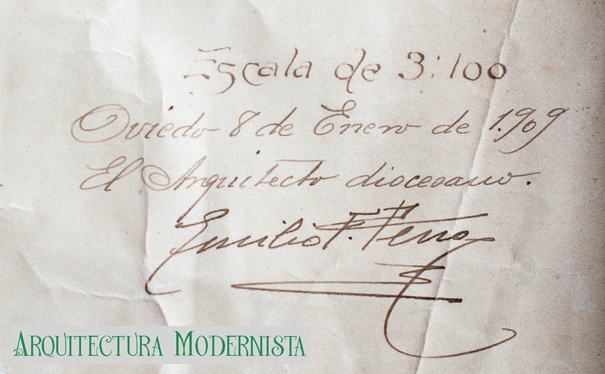 Escala de 3:100
Oviedo 8 de Enero de 1.909
El Arquitecto diocesano.
Emilio F. Peña
ARQUITECTURA MODERNISTA